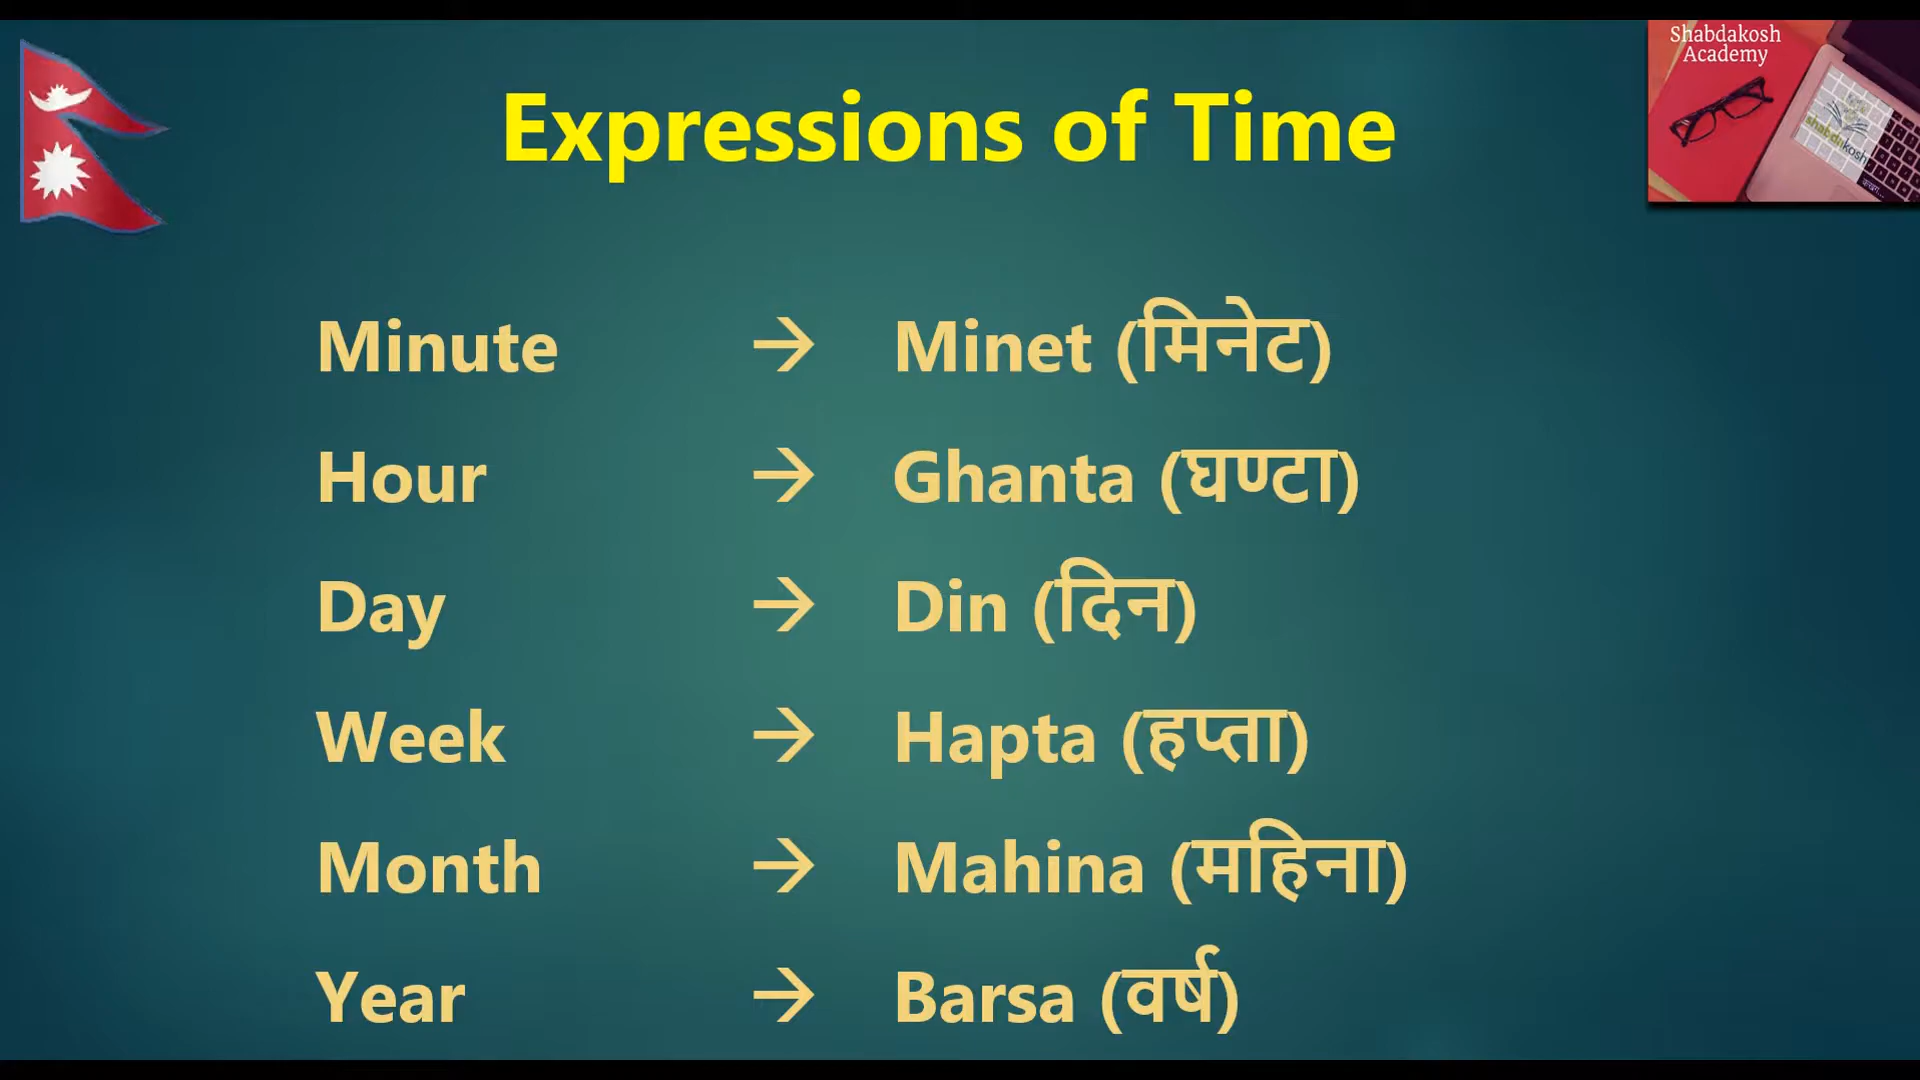 Shabdakosh
Academy
shabdakosh
Expressions of Time
Minute → Minet (मिनेट)
Hour → Ghanta (घण्टा)
Day → Din (दिन)
Week → Hapta (हप्ता)
Month → Mahina (महिना)
Year → Barsa (वर्ष)